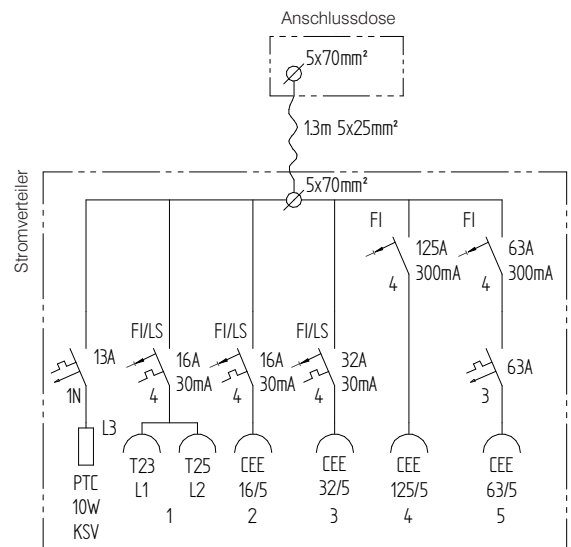 Anschlussdose
5x70mm²
1.3m 5x25mm²
Stromverteiler
5x70mm²
FI
125A
300mA
4
FI
63A
300mA
4
13A
1N
FI/LS
16A
30mA
4
FI/LS
16A
30mA
4
FI/LS
32A
30mA
4
63A
3
L3
PTC
10W
KSV
T23
L1
T25
L2
1
CEE
16/5
2
CEE
32/5
3
CEE
125/5
4
CEE
63/5
5